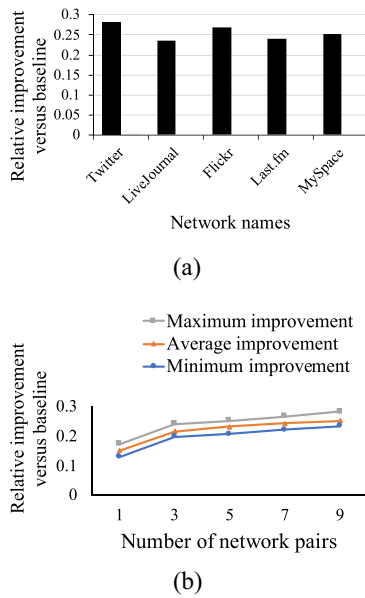 Relative improvement
versus baseline
0.3
0.25
0.2
0.15
0.1
0.05
0
Twitter
LiveJournal
Flickr
Last.fm
MySpace
Network names
(a)
Maximum improvement
Average improvement
Minimum improvement
Relative improvement
versus baseline
0.3
0.2
0.1
0
1 3 5 7 9
Number of network pairs
(b)